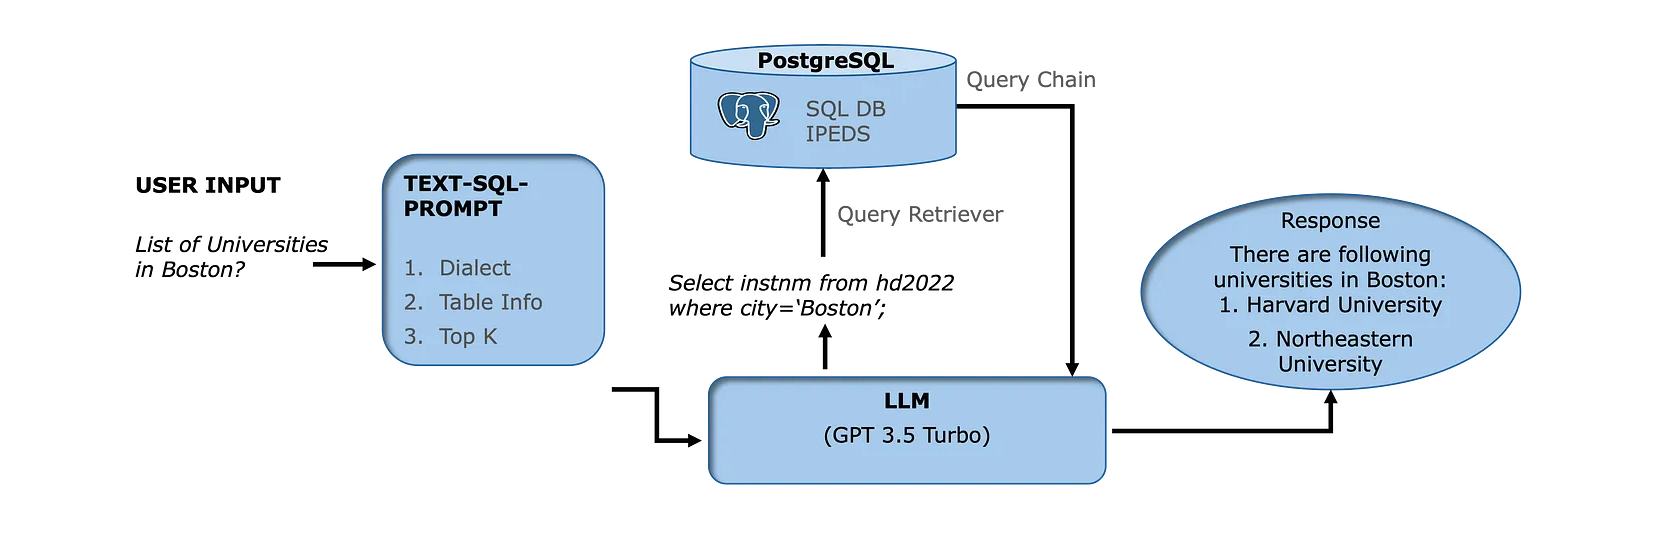 USER INPUT
List of Universities
in Boston?
TEXT-SQL-
PROMPT
1. Dialect
2. Table Info
3. Top K
PostgreSQL
SQL DB
IPEDS
Query Chain
Query Retriever
Select instnm from hd2022
where city=‘Boston’;
LLM
(GPT 3.5 Turbo)
Response
There are following
universities in Boston:
1. Harvard University
2. Northeastern
University